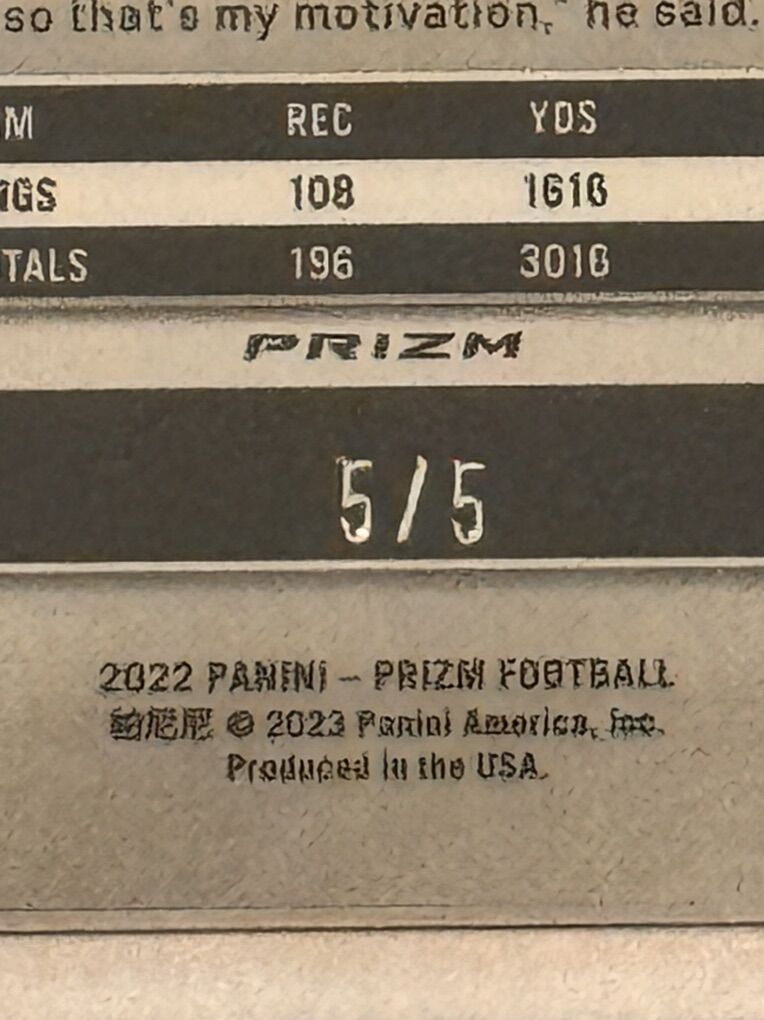 so that's my motivation," he said.
M REC YDS
NGS 108 1616
TALS 196 3016
PRIZM
5/5
2022 PANINI – PRIZM FOOTBALL
帕尼尼 © 2023 Panini America, Inc.
Produced in the USA.